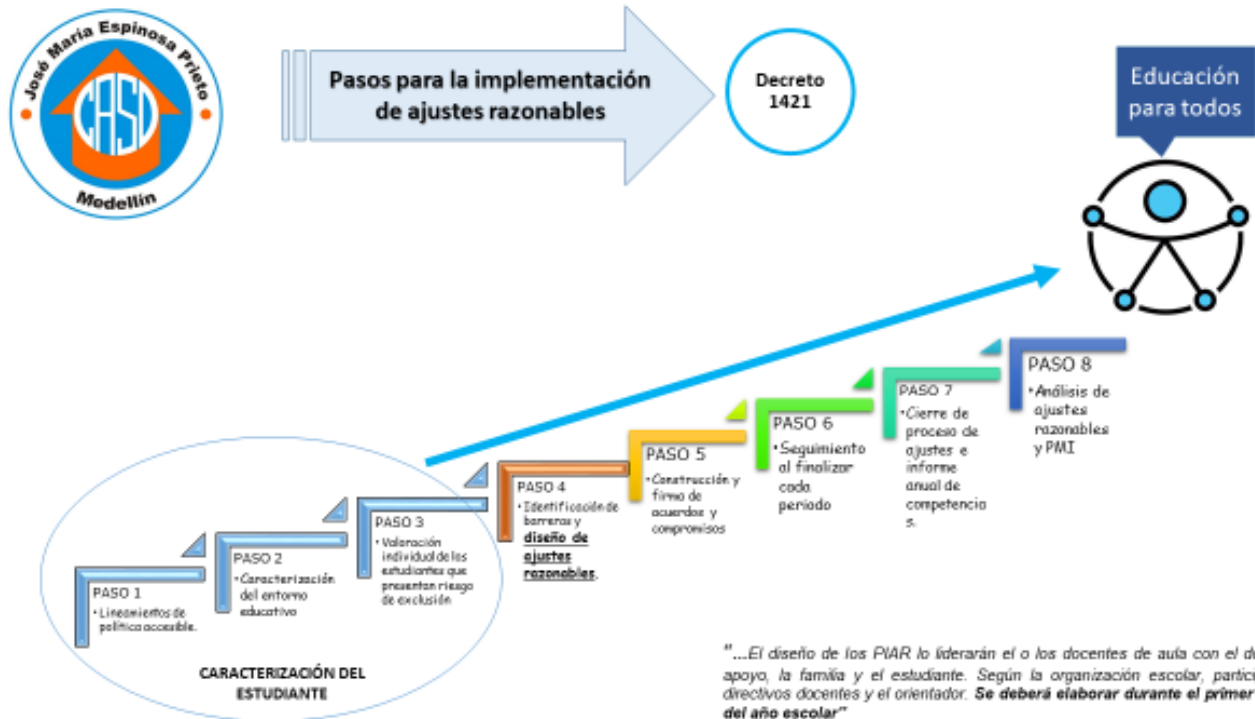 José María Espinosa Prieto
CASD
Medellín
Pasos para la implementación
de ajustes razonables
Decreto
1421
Educación
para todos
PASO 1
•Lineamientos de
política accesible.
PASO 2
•Caracterización
del entorno
educativo
PASO 3
•Valoración
individual de los
estudiantes que
presentan riesgo
de exclusión
CARACTERIZACIÓN DEL
ESTUDIANTE
PASO 4
•Identificación de
barreras y
diseño de
ajustes
razonables.
PASO 5
•Construcción y
firma de
acuerdos y
compromisos
PASO 6
•Seguimiento
al finalizar
cada
periodo
PASO 7
•Cierre de
proceso de
ajustes e
informe
anual de
competencia
s.
PASO 8
•Análisis de
ajustes
razonables
y PMI
"...El diseño de los PIAR lo liderarán el o los docentes de aula con el
apoyo, la familia y el estudiante. Según la organización escolar,
directivos docentes y el orientador. Se deberá elaborar durante el primer
del año escolar"